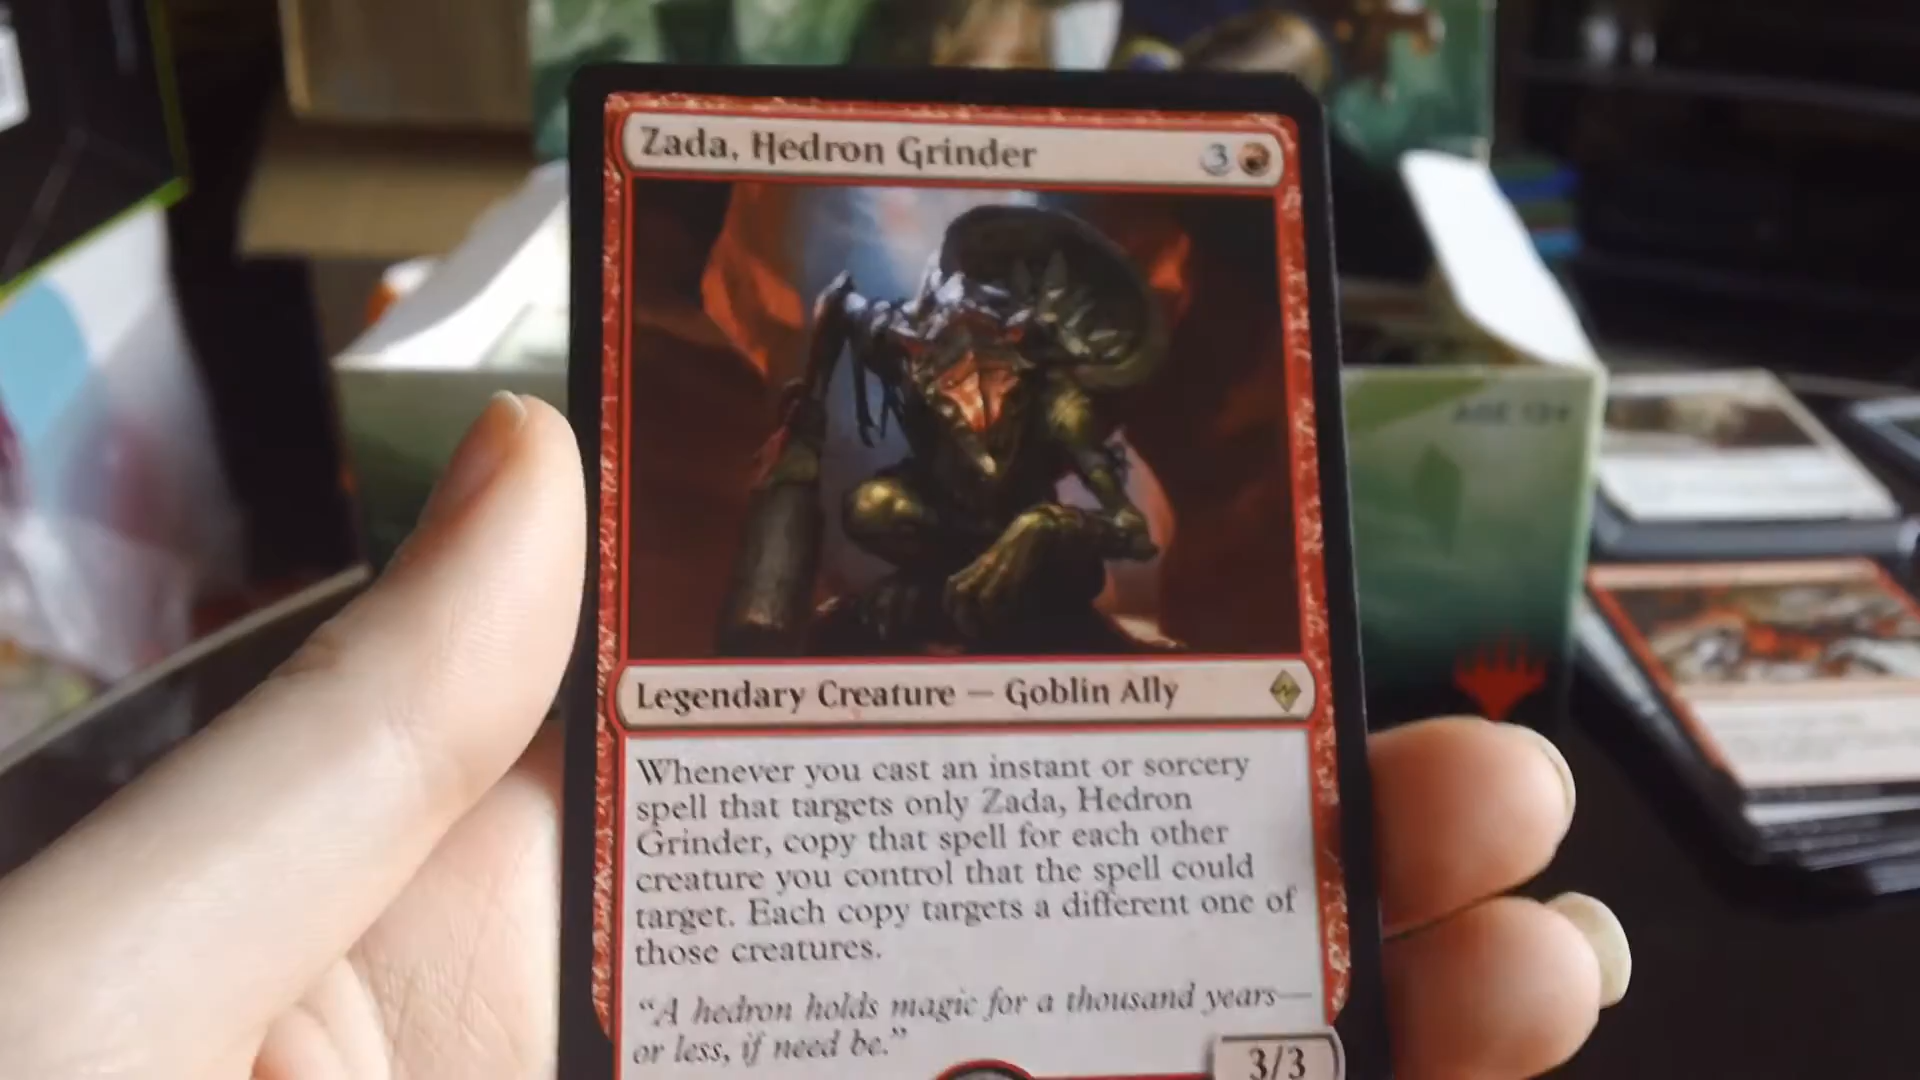 Zada, Hedron Grinder
3
Legendary Creature — Goblin Ally
Whenever you cast an instant or sorcery
spell that targets only Zada, Hedron
Grinder, copy that spell for each other
creature you control that the spell could
target. Each copy targets a different one of
those creatures.
“A hedron holds magic for a thousand years—
or less, if need be.”
3/3
AGE 13+